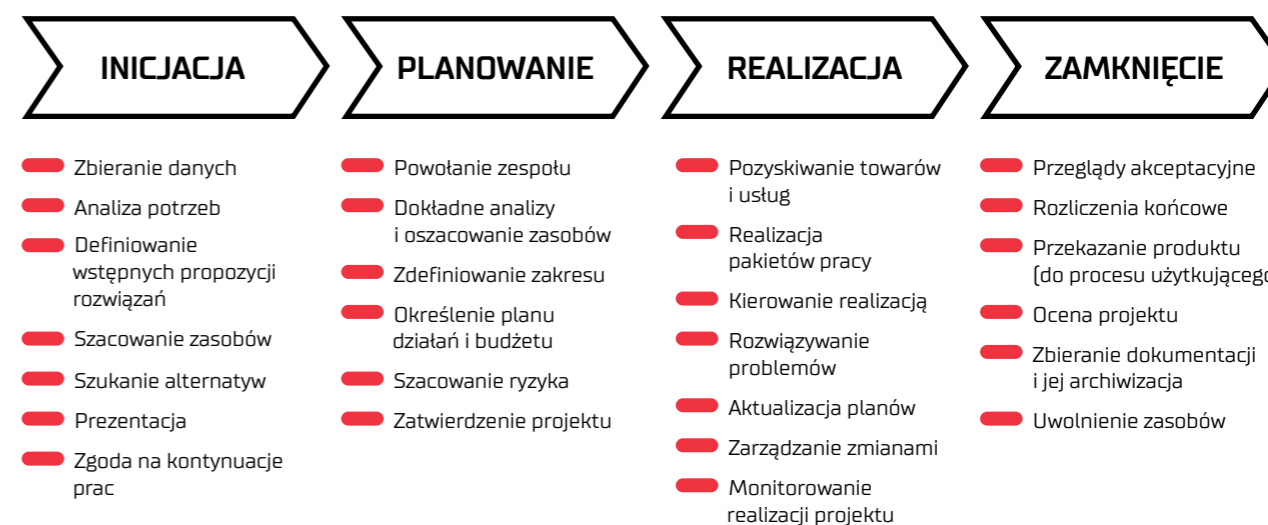 INICJACJA
Zbieranie danych
Analiza potrzeb
Definiowanie
wstępnych propozycji
rozwiązań
Szacowanie zasobów
Szukanie alternatyw
Prezentacja
Zgoda na kontynuacje
prac
PLANOWANIE
Powołanie zespołu
Dokładne analizy
i oszacowanie zasobów
Zdefiniowanie zakresu
Określenie planu
działań i budżetu
Szacowanie ryzyka
Zatwierdzenie projektu
REALIZACJA
Pozyskiwanie towarów
i usług
Realizacja
pakietów pracy
Kierowanie realizacją
Rozwiązywanie
problemów
Aktualizacja planów
Zarządzanie zmianami
Monitorowanie
realizacji projektu
ZAMKNIĘCIE
Przeglądy akceptacyjne
Rozliczenia końcowe
Przekazanie produktu
(do procesu użytkującego
Ocena projektu
Zbieranie dokumentacji
i jej archiwizacja
Uwolnienie zasobów